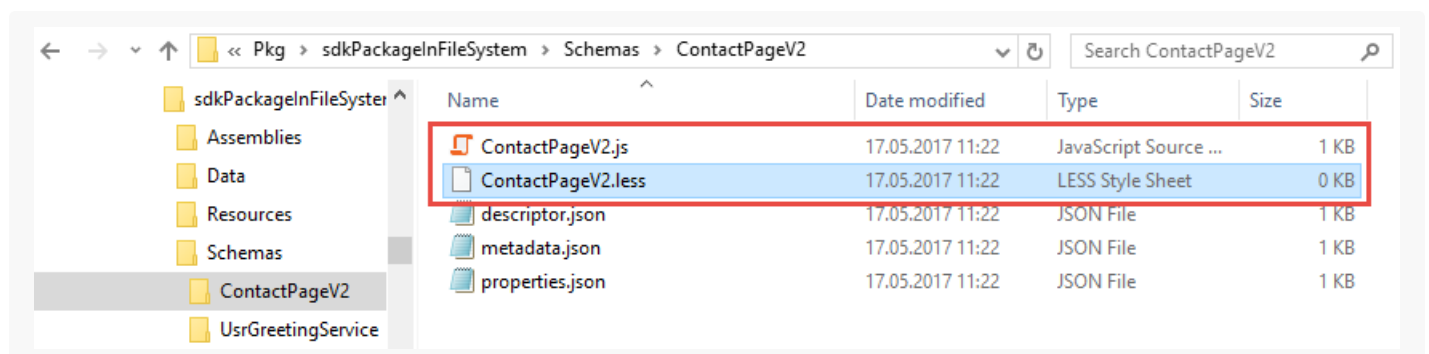 « Pkg > sdkPackageInFileSystem > Schemas > ContactPageV2
Search ContactPageV2
sdkPackageInFileSyster
Assemblies
Data
Resources
Schemas
ContactPageV2
UsrGreetingService
Name Date modified Type Size
ContactPageV2.js 17.05.2017 11:22 JavaScript Source ... 1 KB
ContactPageV2.less 17.05.2017 11:22 LESS Style Sheet 0 KB
descriptor.json 17.05.2017 11:22 JSON File 1 KB
metadata.json 17.05.2017 11:22 JSON File 1 KB
properties.json 17.05.2017 11:22 JSON File 1 KB